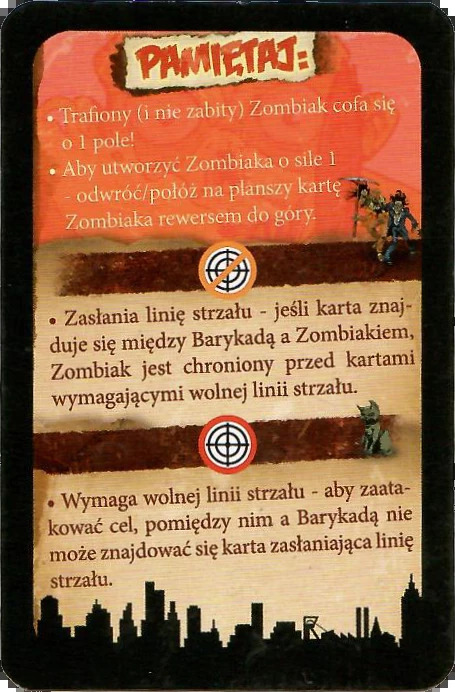 PAMIĘTAJ:
• Trafiony (i nie zabity) Zombiak cofa się
o 1 pole!
• Aby utworzyć Zombiaka o sile 1
- odwróć/połóż na planszy kartę
Zombiaka rewersem do góry.
• Zasłania linię strzału - jeśli karta znaj-
duje się między Barykadą a Zombiakiem,
Zombiak jest chroniony przed kartami
wymagającymi wolnej linii strzału.
• Wymaga wolnej linii strzału - aby zaata-
kować cel, pomiędzy nim a Barykadą nie
może znajdować się karta zasłaniająca linię
strzału.